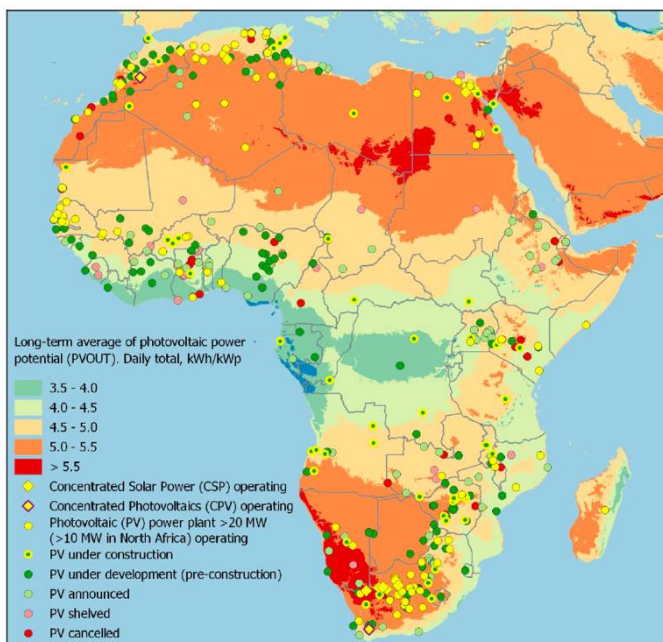 Long-term average of photovoltaic power
potential (PVOUT). Daily total, kWh/kWp
3.5 - 4.0
4.0 - 4.5
4.5 - 5.0
5.0 - 5.5
> 5.5
Concentrated Solar Power (CSP) operating
Concentrated Photovoltaics (CPV) operating
Photovoltaic (PV) power plant >20 MW
(>10 MW in North Africa) operating
PV under construction
PV under development (pre-construction)
PV announced
PV shelved
PV cancelled